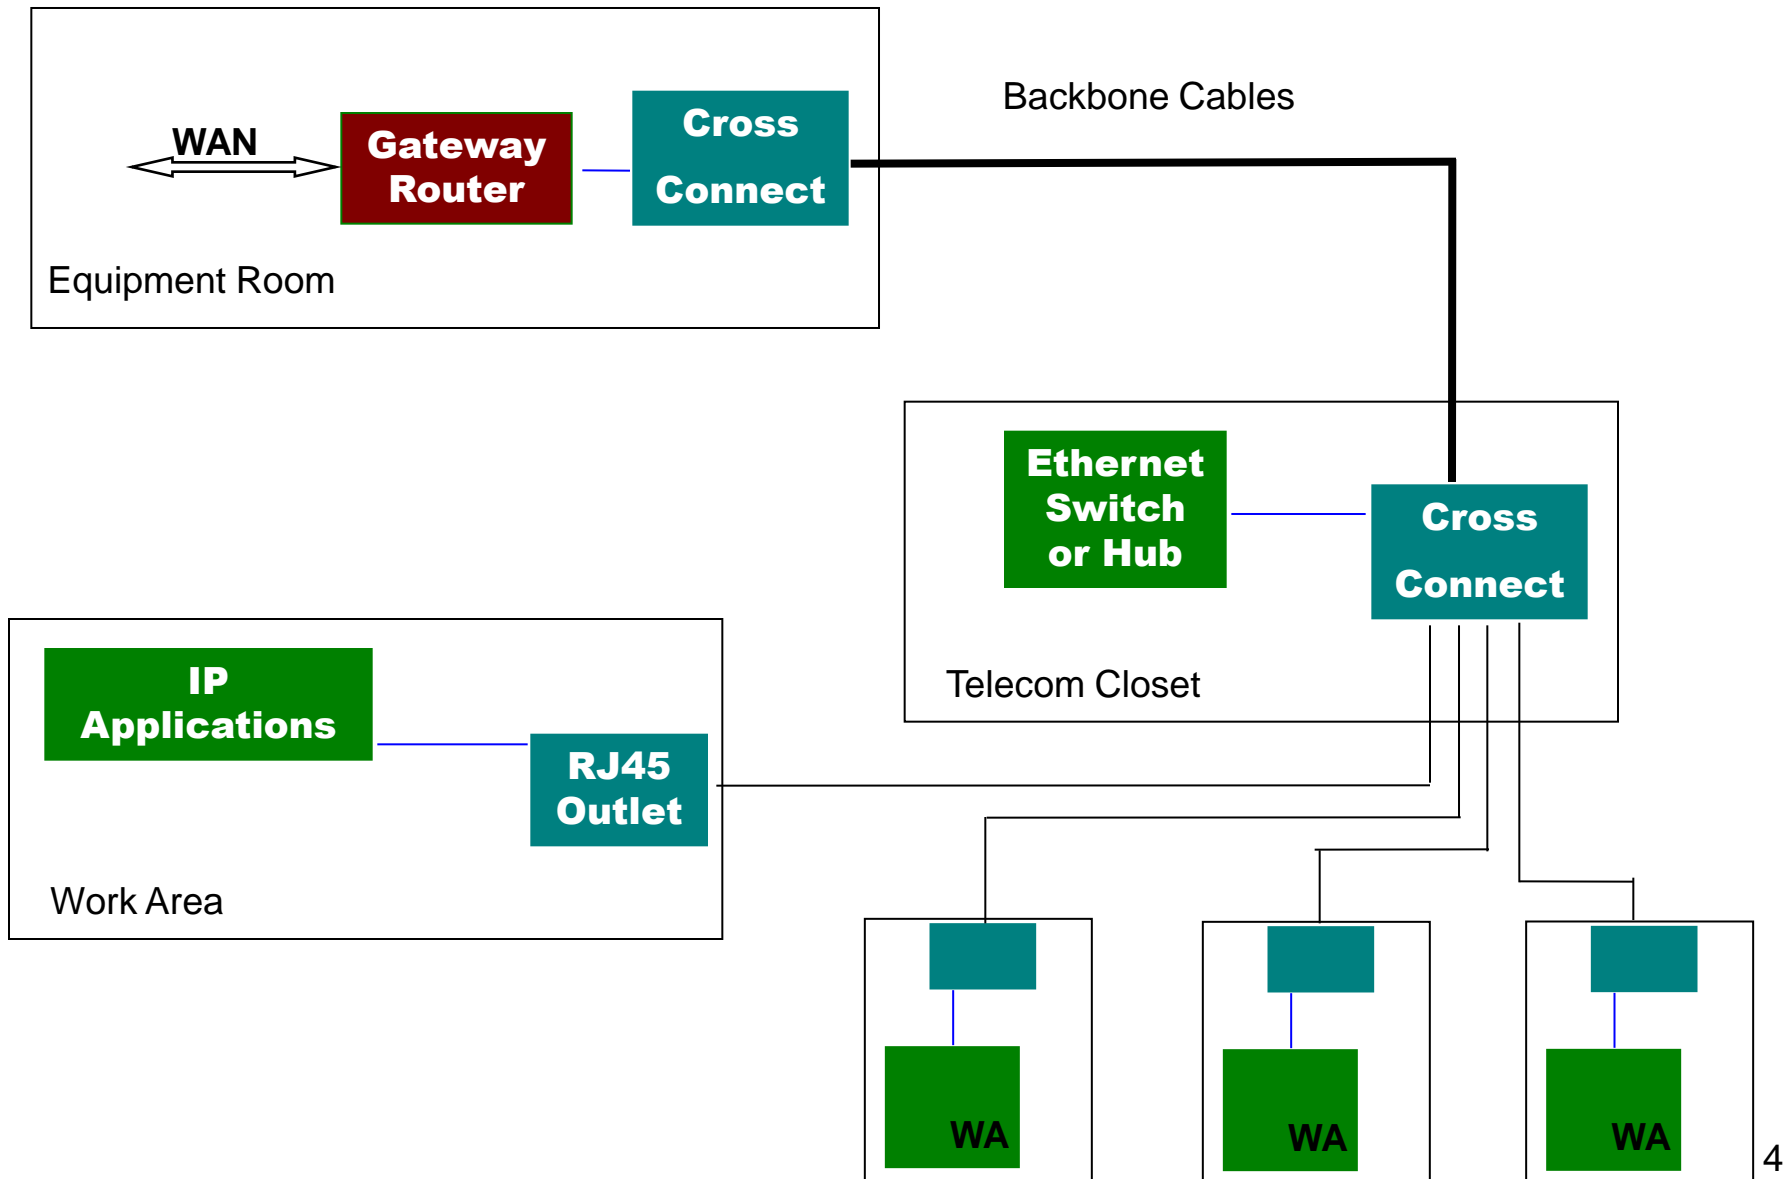 WAN
Gateway
Router
Cross
Connect
Backbone Cables
Equipment Room
Ethernet
Switch
or Hub
Cross
Connect
Telecom Closet
IP
Applications
RJ45
Outlet
Work Area
WA
WA
WA
4